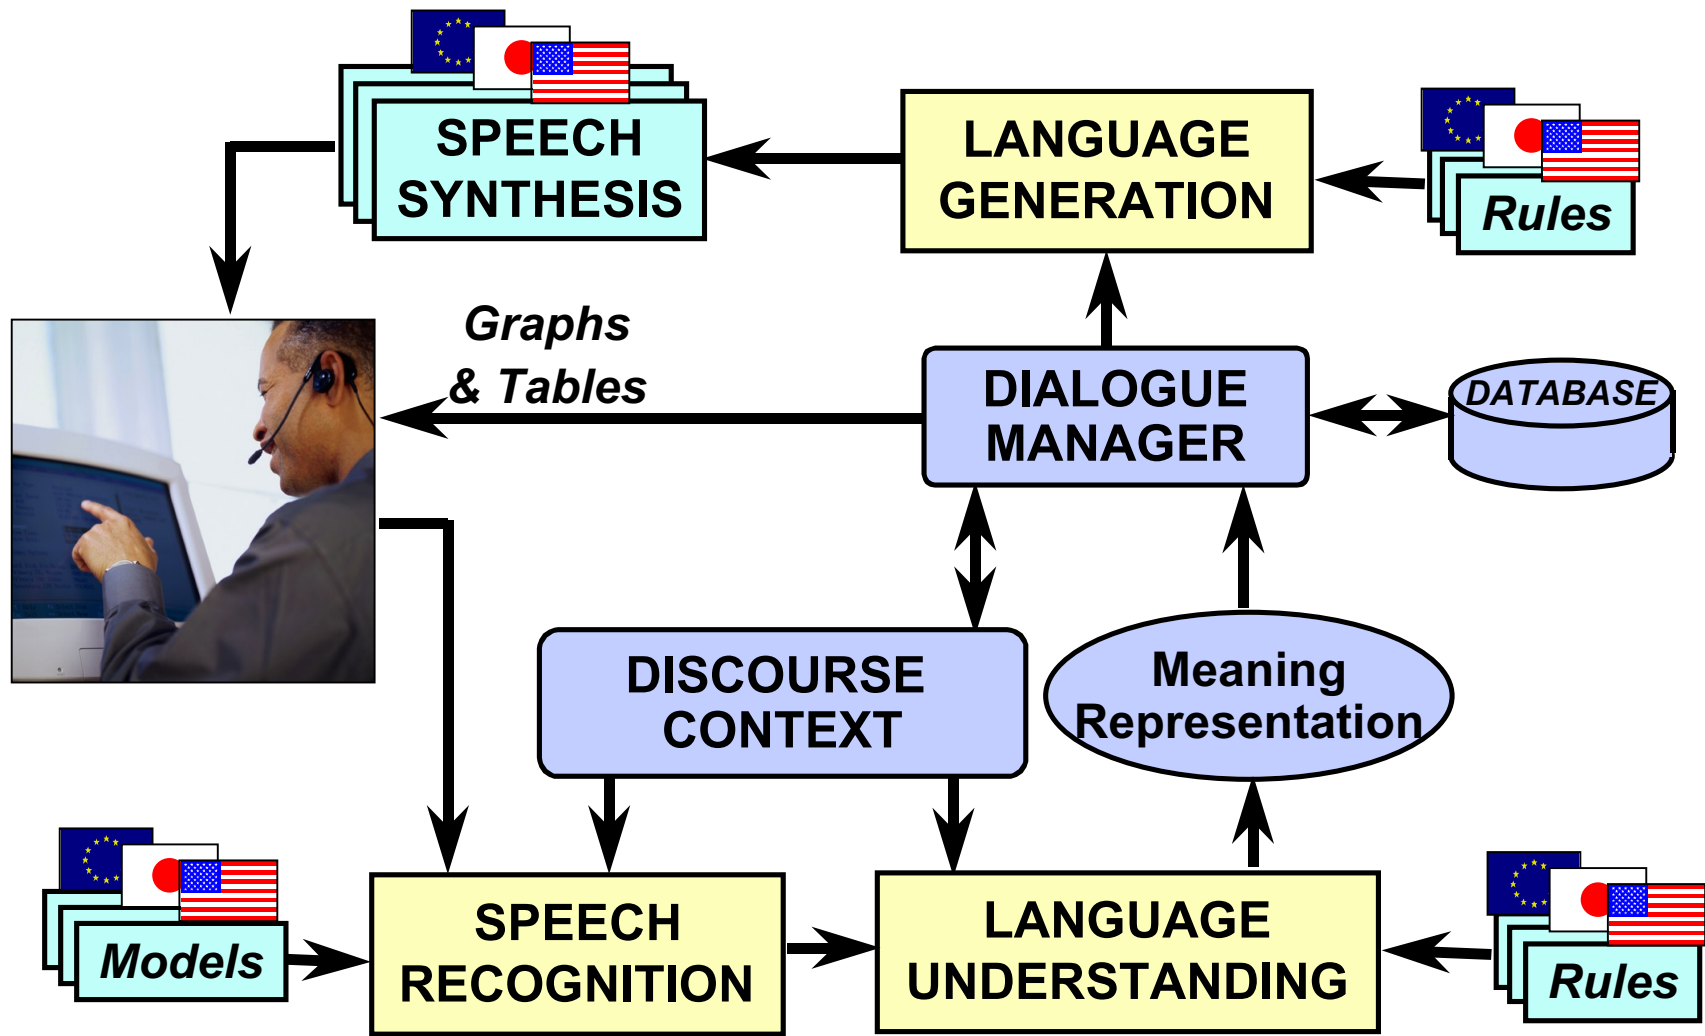 SPEECH
SYNTHESIS
LANGUAGE
GENERATION
Rules
Graphs
& Tables
DIALOGUE
MANAGER
DATABASE
DISCOURSE
CONTEXT
Meaning
Representation
Models
SPEECH
RECOGNITION
LANGUAGE
UNDERSTANDING
Rules